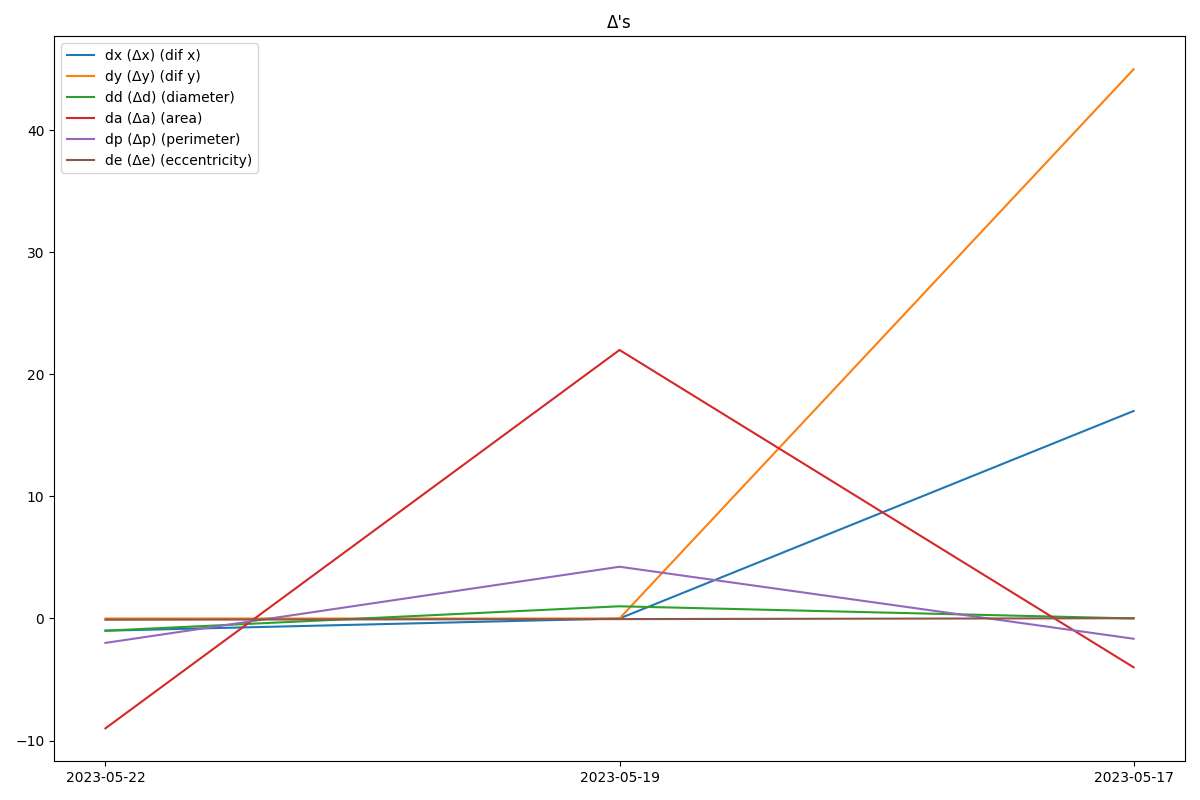 Δ's
dx (Δx) (dif x)
dy (Δy) (dif y)
dd (Δd) (diameter)
da (Δa) (area)
dp (Δp) (perimeter)
de (Δe) (eccentricity)
40
30
20
10
0
−10
2023-05-22
2023-05-19
2023-05-17